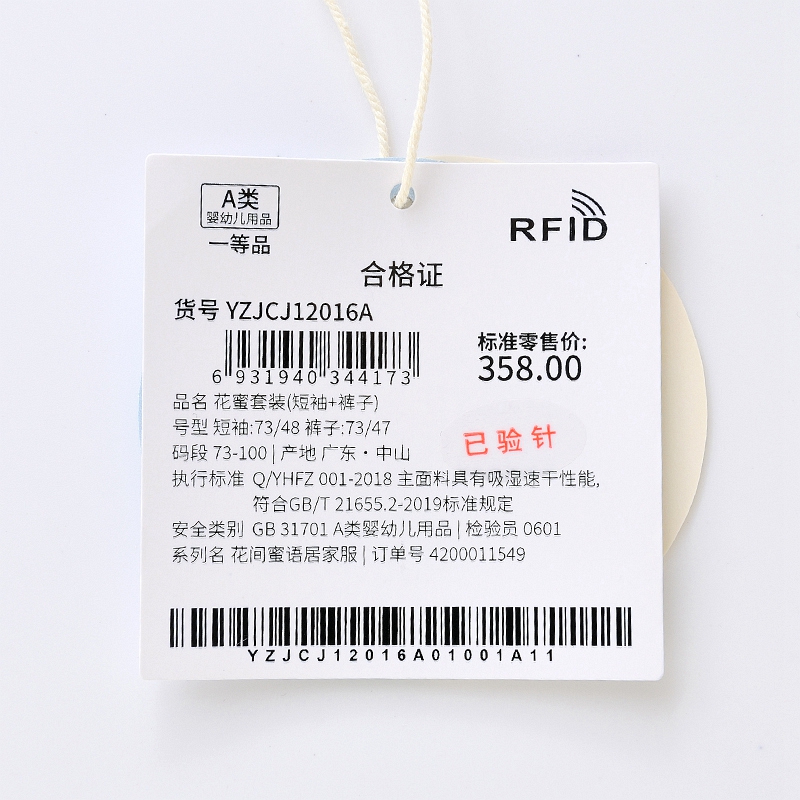 A类
婴幼儿用品
一等品
RFID
合格证
货号 YZJCJ12016A
6 931940 344173
标准零售价:
358.00
品名 花蜜套装(短袖+裤子)
号型 短袖:73/48 裤子:73/47
码段 73-100 | 产地 广东·中山
已验针
执行标准 Q/YHFZ 001-2018 主面料具有吸湿速干性能,
符合GB/T 21655.2-2019标准规定
安全类别 GB 31701 A类婴幼儿用品 | 检验员 0601
系列名 花间蜜语居家服 | 订单号 4200011549
YZJCJ12016A01001A11